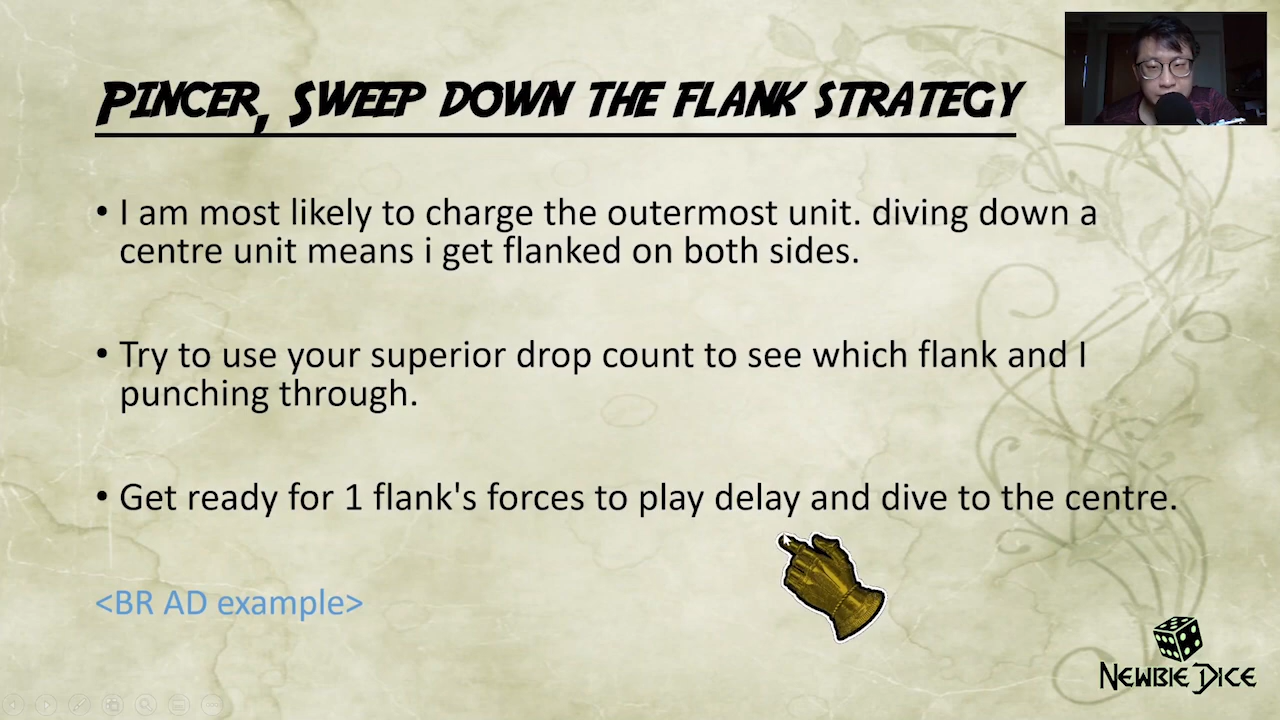 Pincer, Sweep down the flank strategy
• I am most likely to charge the outermost unit. diving down a
centre unit means i get flanked on both sides.
• Try to use your superior drop count to see which flank and I
punching through.
• Get ready for 1 flank's forces to play delay and dive to the centre.
<BR AD example>
Newbie Dice